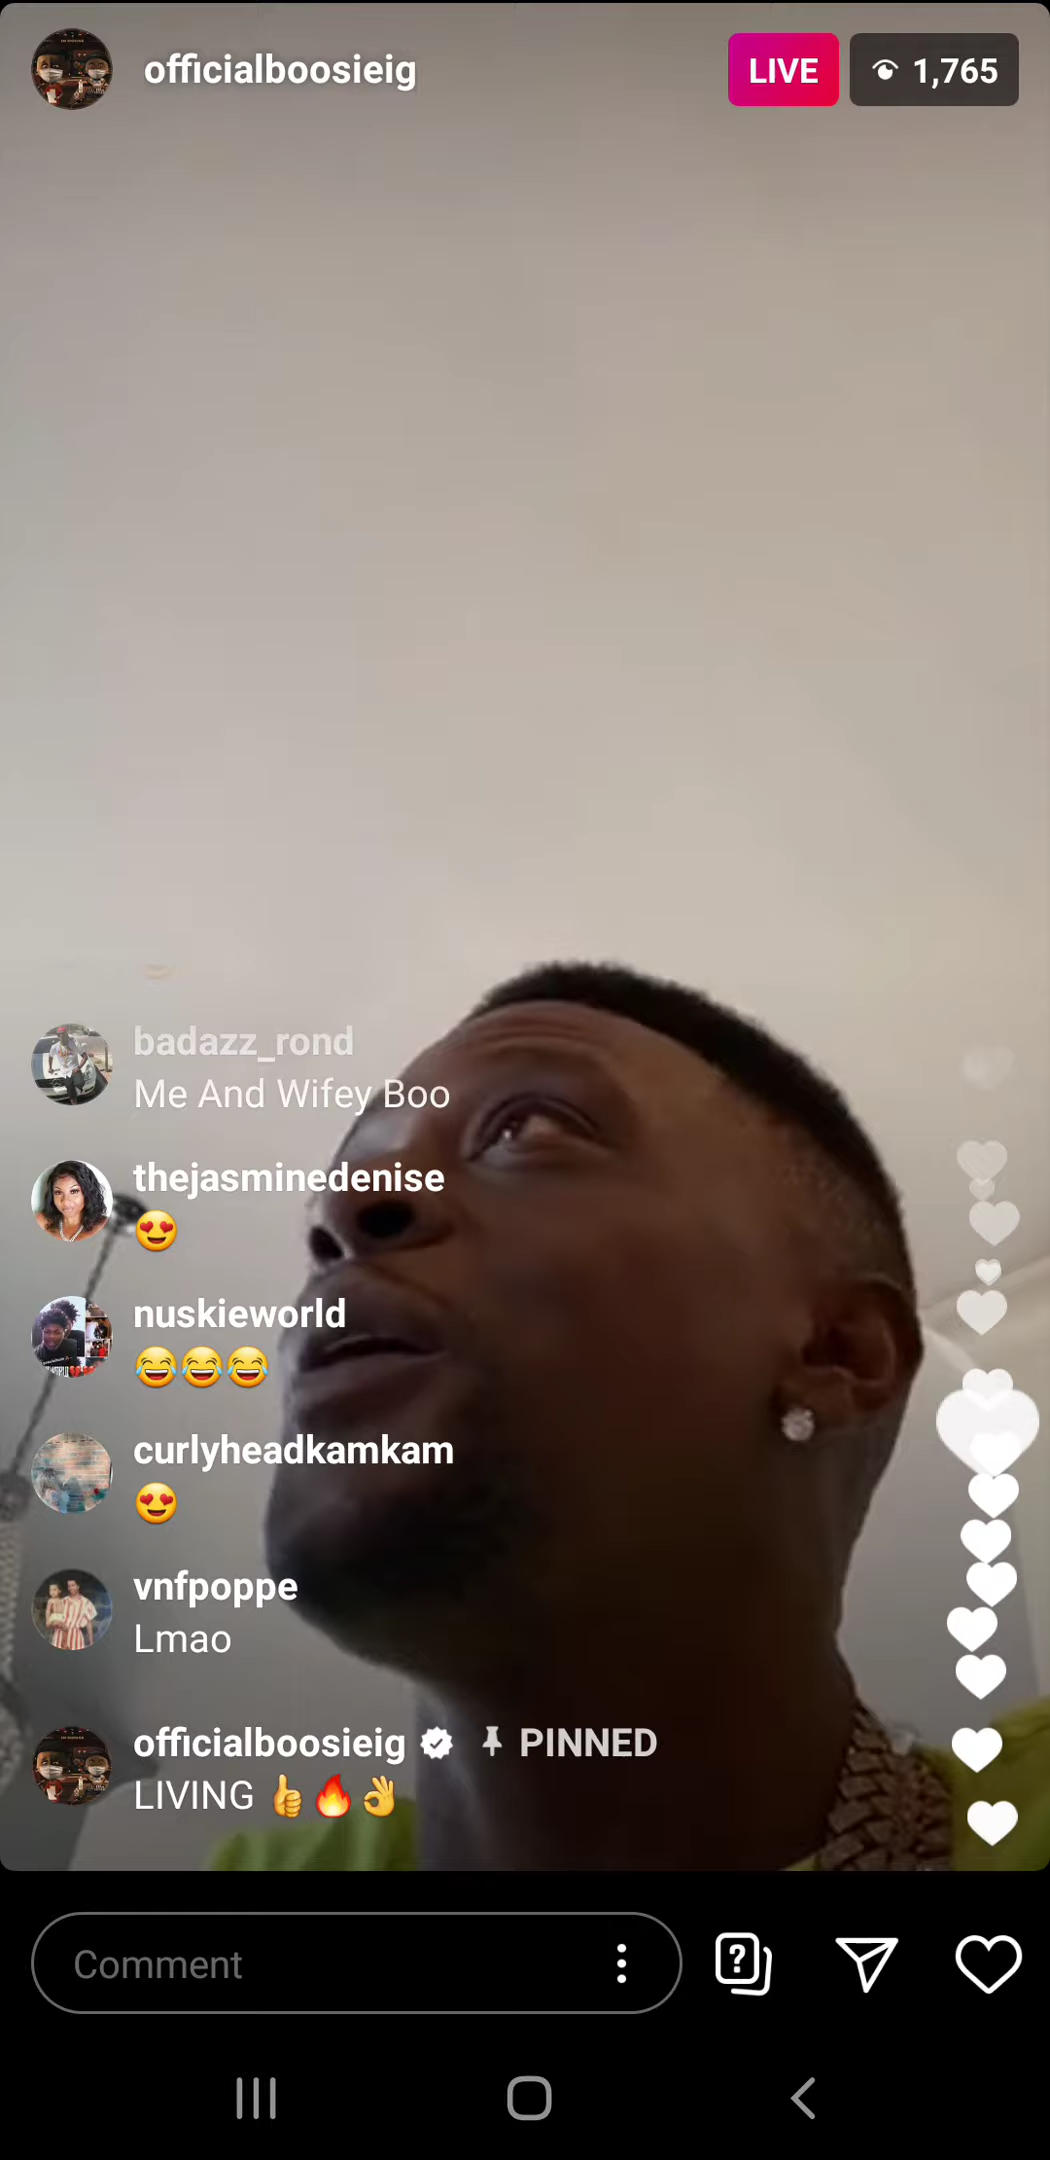 officialboosieig
LIVE
1,765
badazz_rond
Me And Wifey Boo
thejasminedenise
😍
nuskieworld
😂😂😂
curlyheadkamkam
😍
vnfpoppe
Lmao
officialboosieig PINNED
LIVING 👍🔥👌
Comment